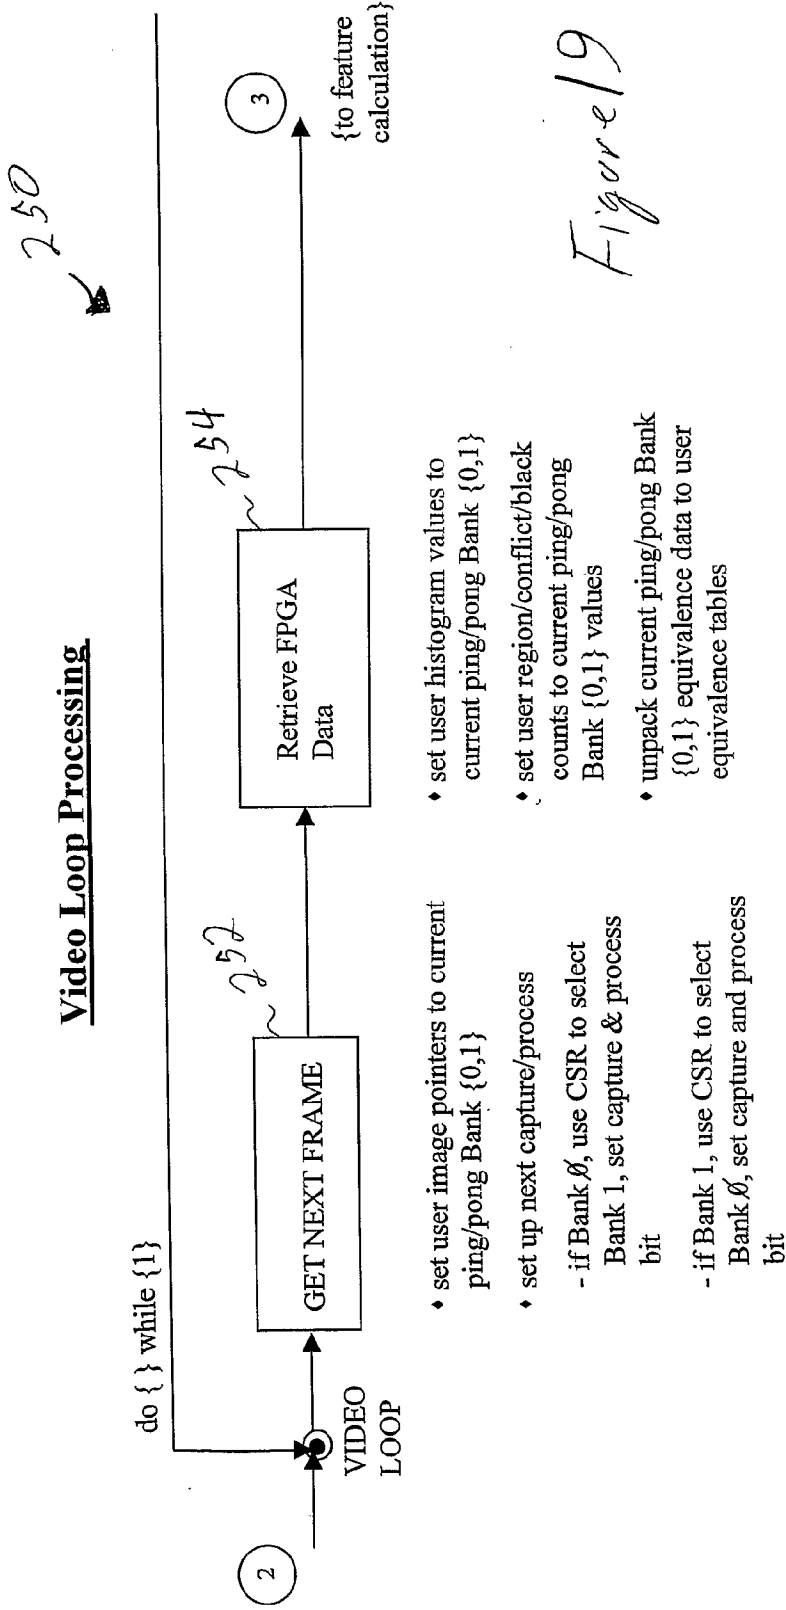 Video Loop Processing
250
do { } while {1}
2
VIDEO
LOOP
252
GET NEXT FRAME
254
Retrieve FPGA
Data
3
{to feature
calculation}
♦ set user image pointers to current
ping/pong Bank {0,1}
♦ set up next capture/process
- if Bank Ø, use CSR to select
Bank 1, set capture & process
bit
- if Bank 1, use CSR to select
Bank Ø, set capture and process
bit
♦ set user histogram values to
current ping/pong Bank {0,1}
♦ set user region/conflict/black
counts to current ping/pong
Bank {0,1} values
♦ unpack current ping/pong Bank
{0,1} equivalence data to user
equivalence tables
Figure 19